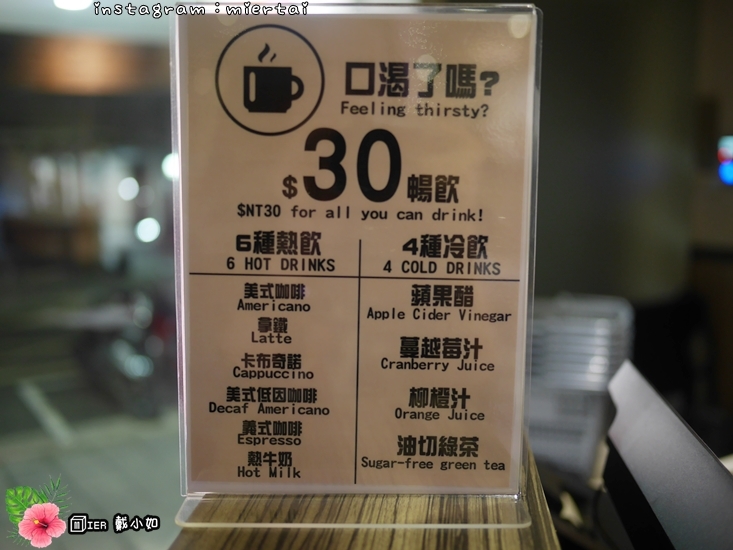 instagram：miertai
口渴了嗎?
Feeling thirsty?
$30暢飲
$NT30 for all you can drink!
6種熱飲
6 HOT DRINKS
美式咖啡
Americano
拿鐵
Latte
卡布奇諾
Cappuccino
美式低因咖啡
Decaf Americano
義式咖啡
Espresso
熱牛奶
Hot Milk
4種冷飲
4 COLD DRINKS
蘋果醋
Apple Cider Vinegar
蔓越莓汁
Cranberry Juice
柳橙汁
Orange Juice
油切綠茶
Sugar-free green tea
MIER 戴小如